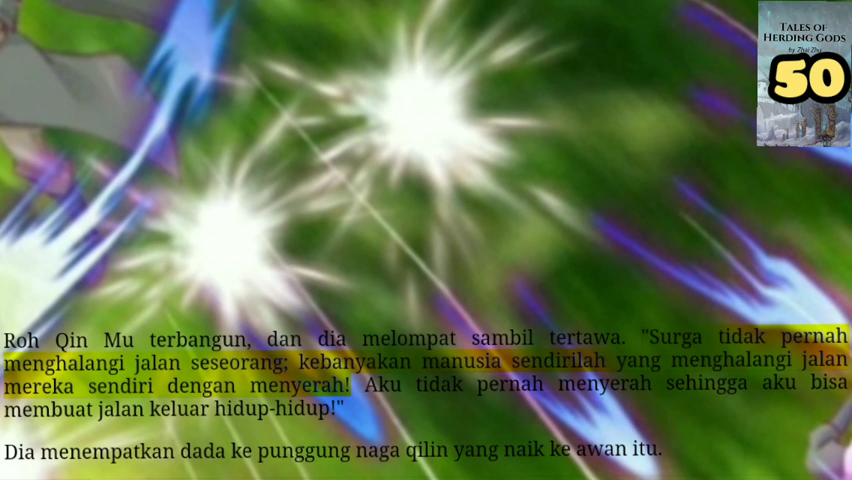 TALES OF
HERDING GODS
by Zhai Zhu
50
Roh Qin Mu terbangun, dan dia melompat sambil tertawa. "Surga tidak pernah
menghalangi jalan seseorang; kebanyakan manusia sendirilah yang menghalangi jalan
mereka sendiri dengan menyerah! Aku tidak pernah menyerah sehingga aku bisa
membuat jalan keluar hidup-hidup!"
Dia menempatkan dada ke punggung naga qilin yang naik ke awan itu.